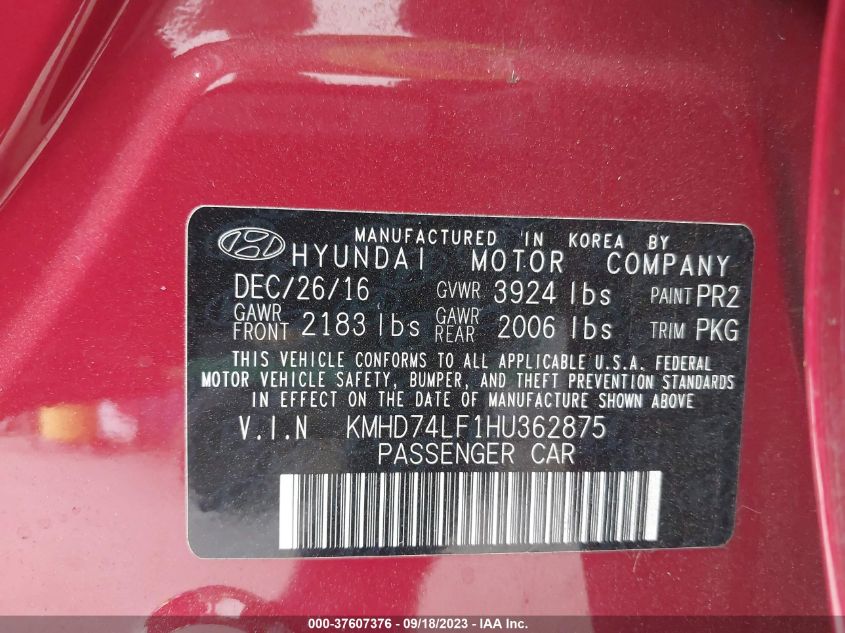 MANUFACTURED IN KOREA BY
HYUNDAI MOTOR COMPANY
DEC/26/16 GVWR 3924 lbs PAINT PR2
GAWR FRONT 2183 lbs GAWR REAR 2006 lbs TRIM PKG
THIS VEHICLE CONFORMS TO ALL APPLICABLE U.S.A. FEDERAL
MOTOR VEHICLE SAFETY, BUMPER, AND THEFT PREVENTION STANDARDS
IN EFFECT ON THE DATE OF MANUFACTURE SHOWN ABOVE
V.I.N KMHD74LF1HU362875
PASSENGER CAR
000-37607376 - 09/18/2023 - IAA Inc.